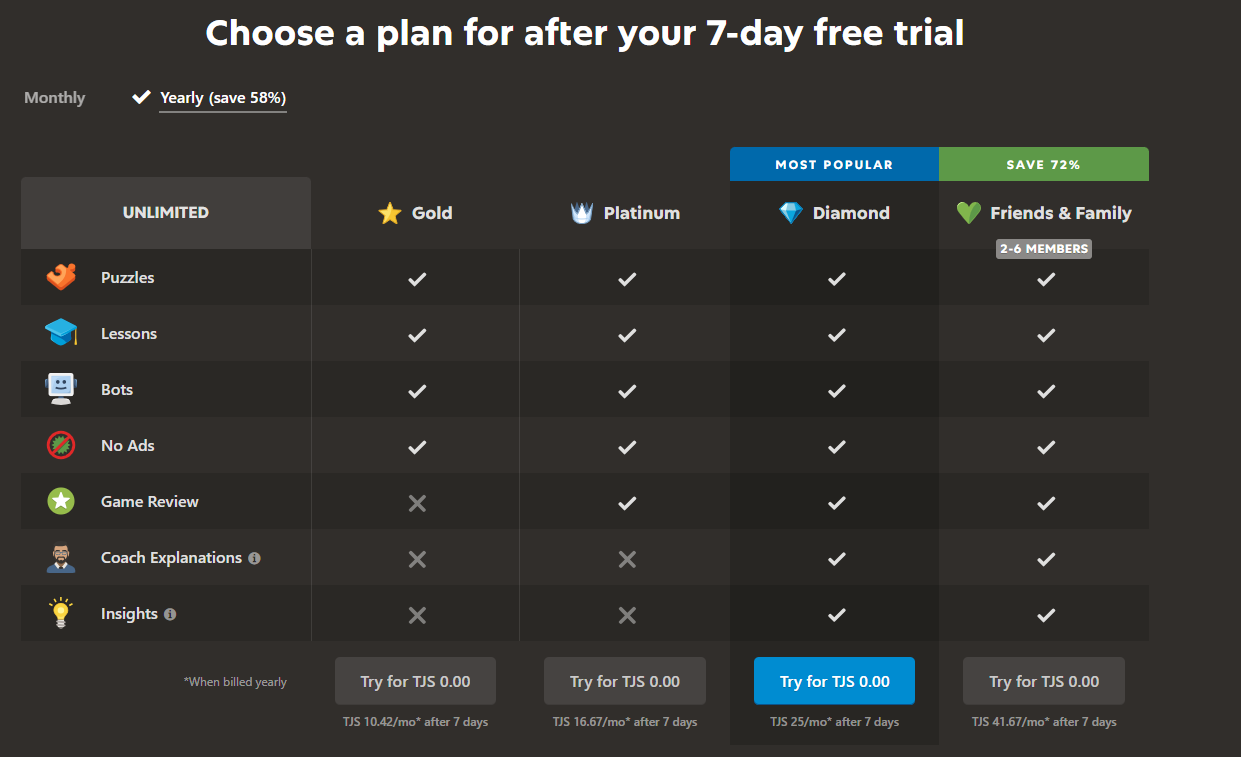 Choose a plan for after your 7-day free trial
Monthly
Yearly (save 58%)
MOST POPULAR
SAVE 72%
UNLIMITED
Gold
Platinum
Diamond
Friends & Family
2-6 MEMBERS
Puzzles
Lessons
Bots
No Ads
Game Review
Coach Explanations
Insights
*When billed yearly
Try for TJS 0.00
Try for TJS 0.00
Try for TJS 0.00
Try for TJS 0.00
TJS 10.42/mo* after 7 days
TJS 16.67/mo* after 7 days
TJS 25/mo* after 7 days
TJS 41.67/mo* after 7 days